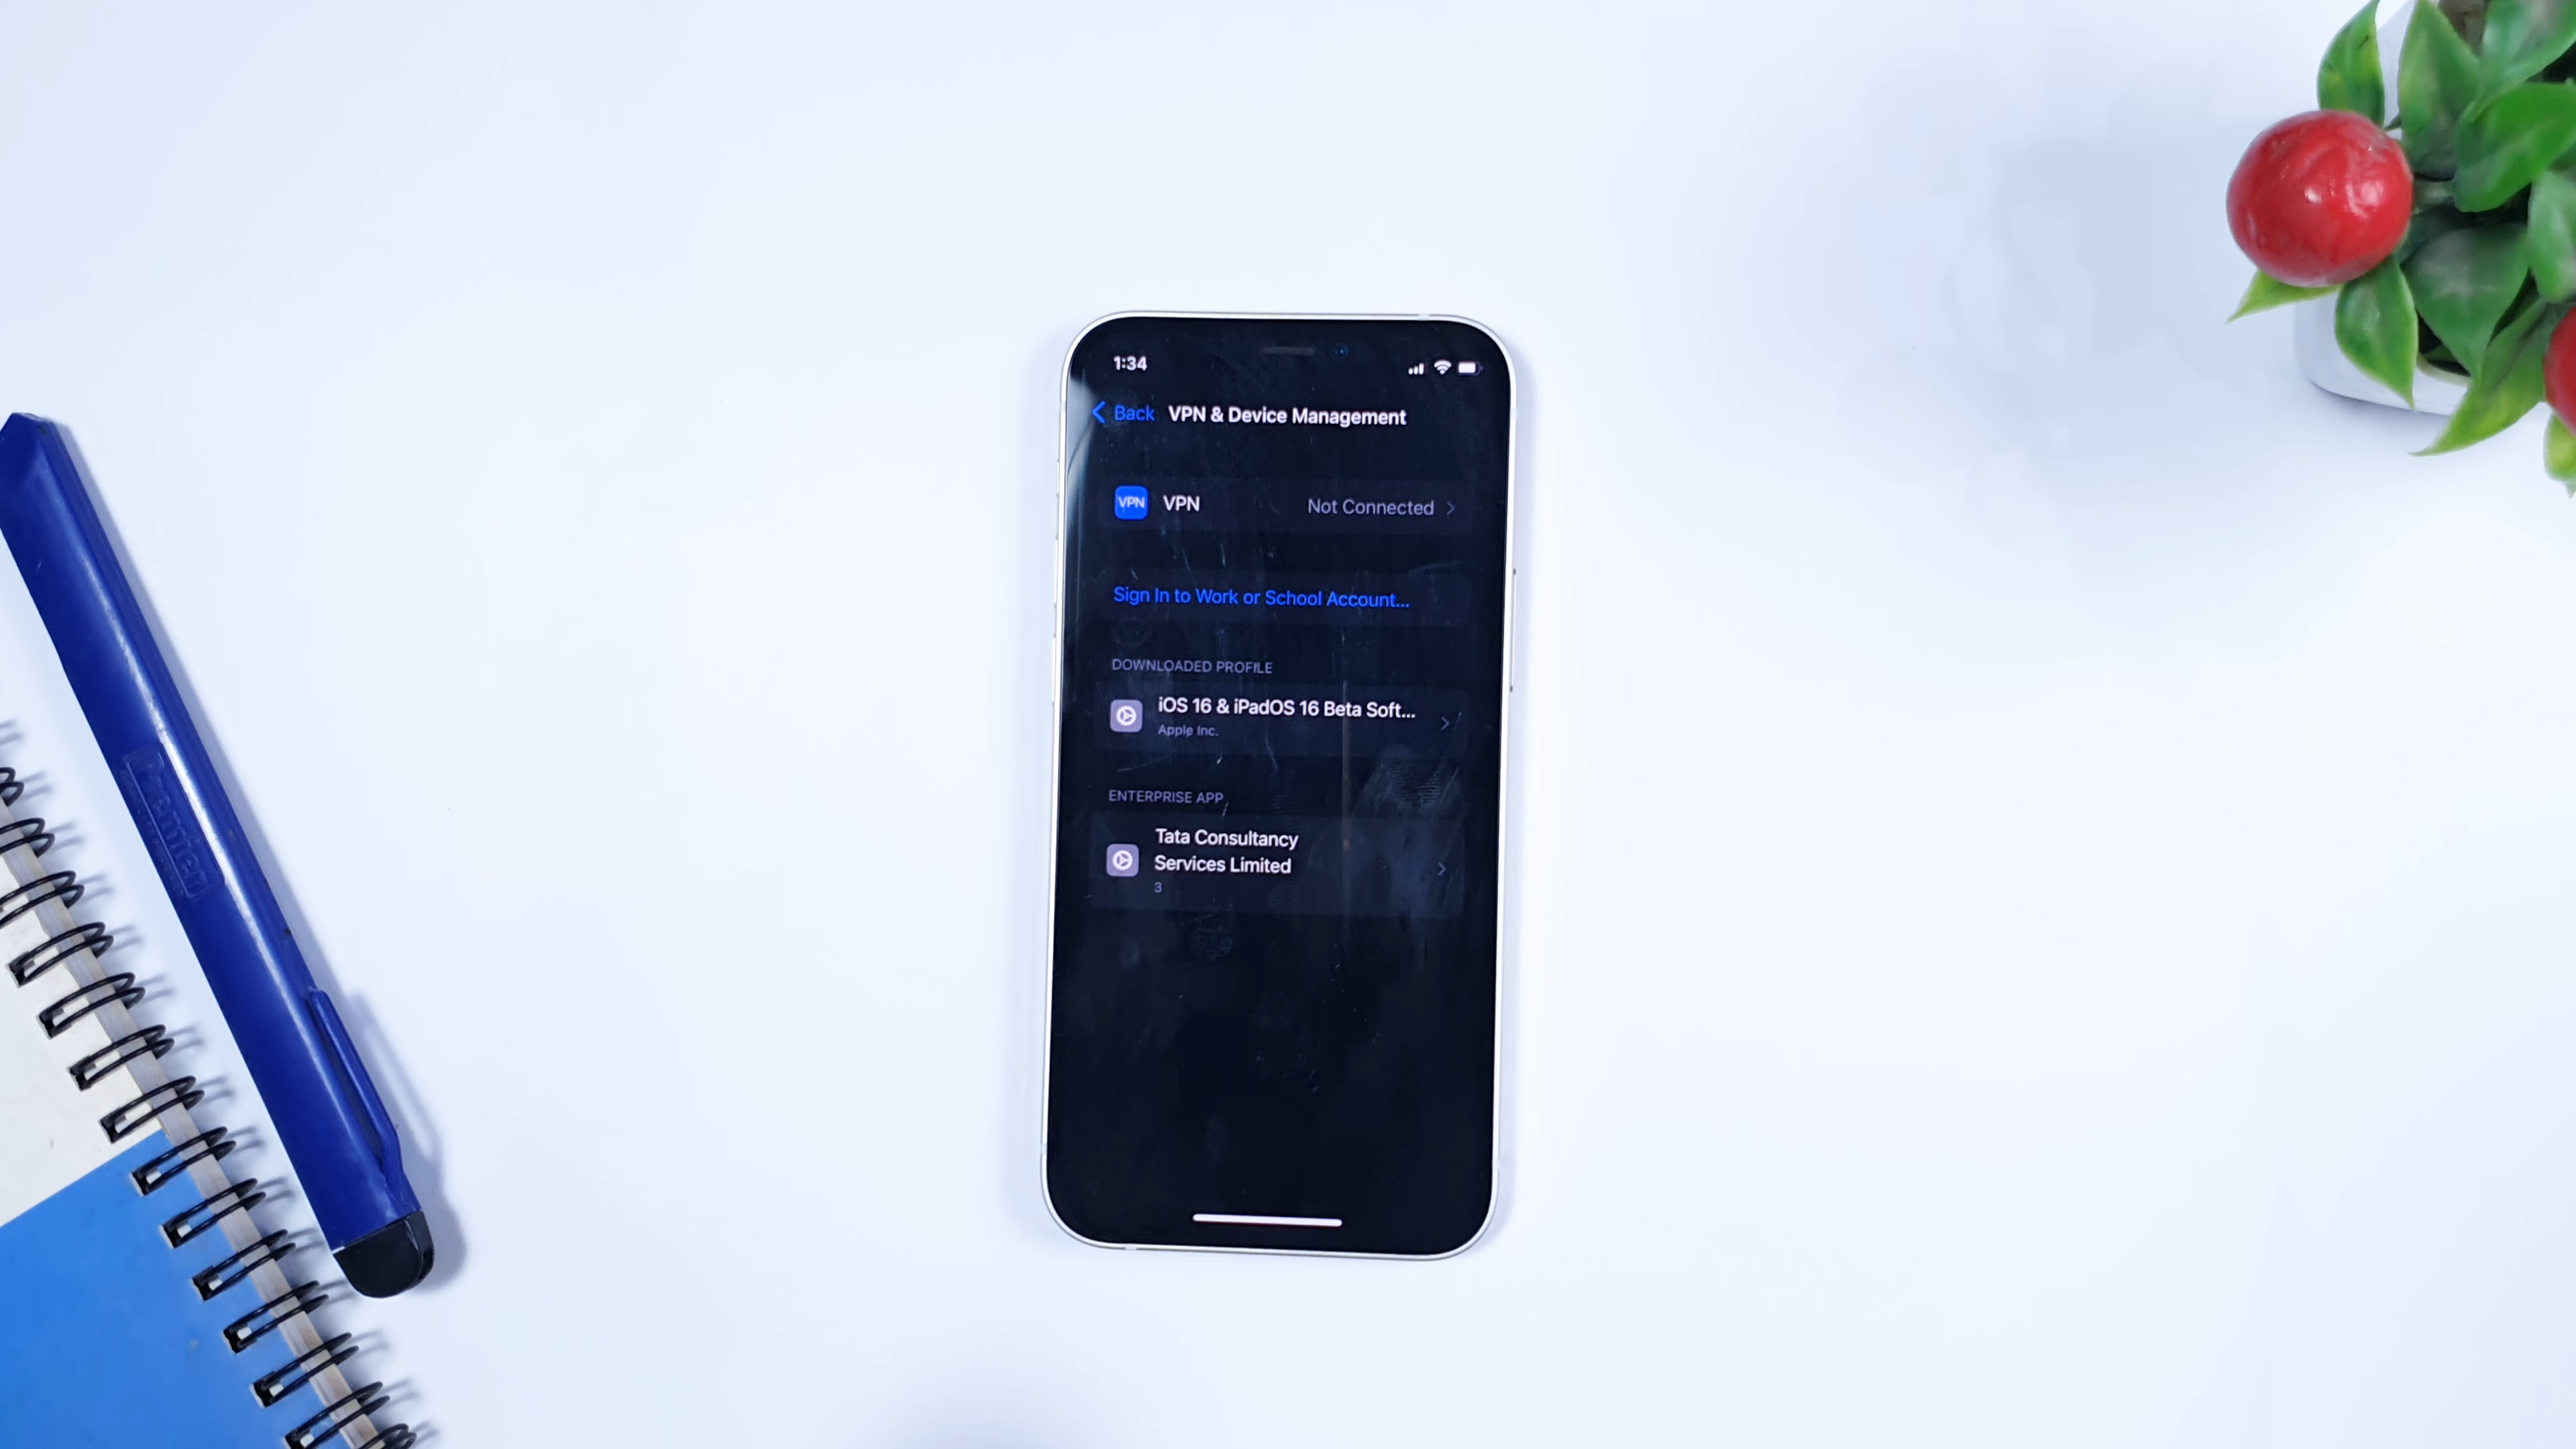 1:34
Back VPN & Device Management
VPN VPN Not Connected
Sign In to Work or School Account...
DOWNLOADED PROFILE
iOS 16 & iPadOS 16 Beta Soft...
Apple Inc.
ENTERPRISE APP
Tata Consultancy
Services Limited
3
Premier